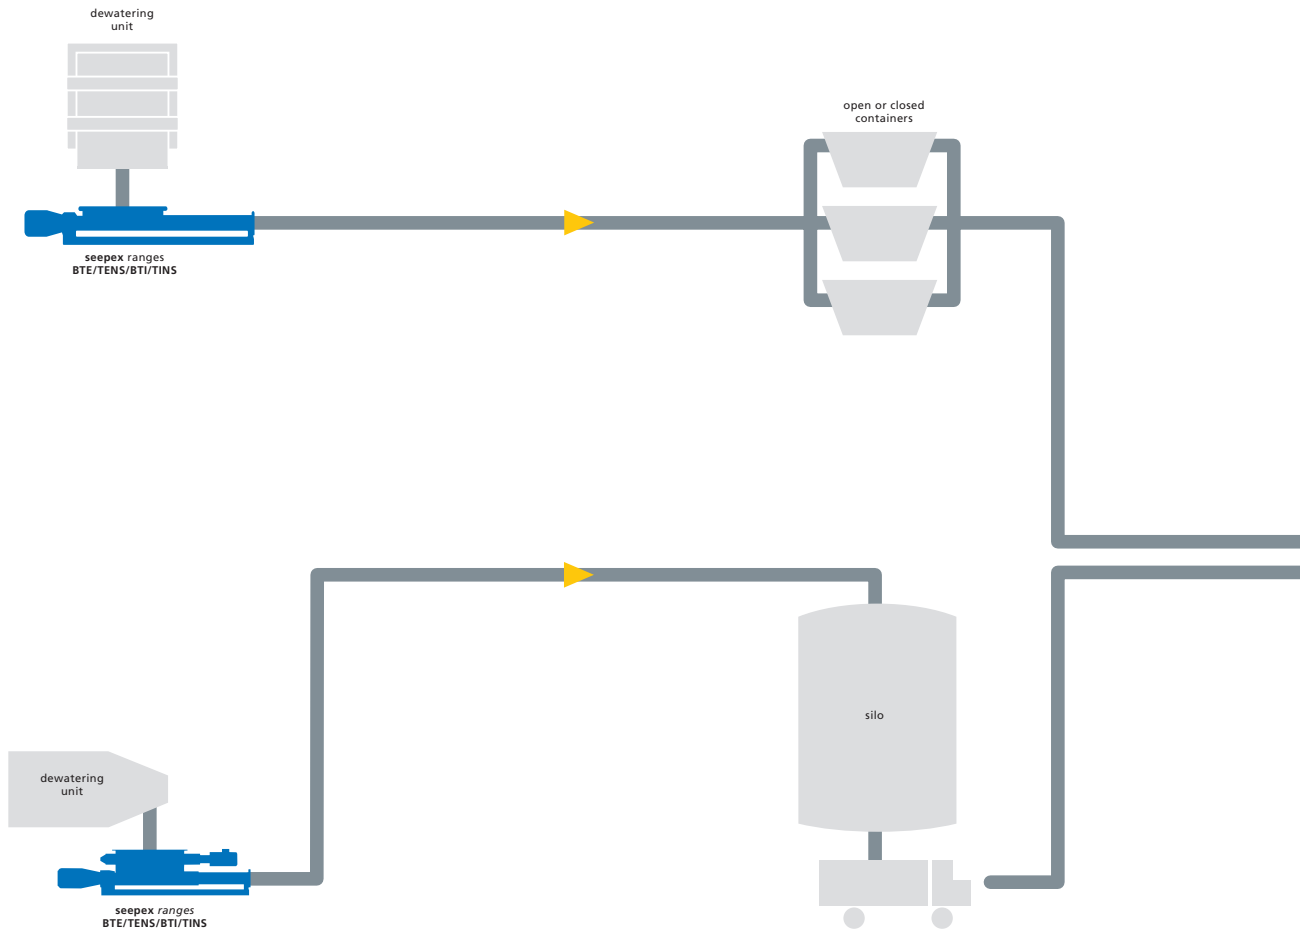 dewatering
unit
open or closed
containers
seepex ranges
BTE/TENS/BTI/TINS
silo
dewatering
unit
seepex ranges
BTE/TENS/BTI/TINS